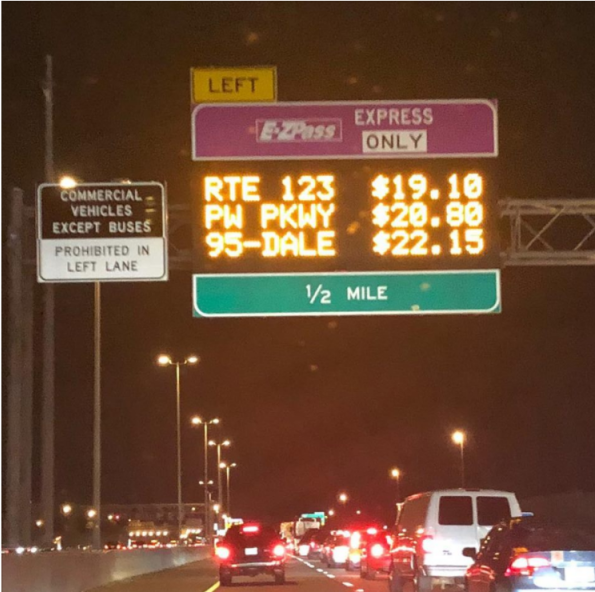 LEFT
E-ZPass EXPRESS
ONLY
RTE 123 $19.10
PW PKWY $20.80
95-DALE $22.15
1/2 MILE
COMMERCIAL
VEHICLES
EXCEPT BUSES
PROHIBITED IN
LEFT LANE